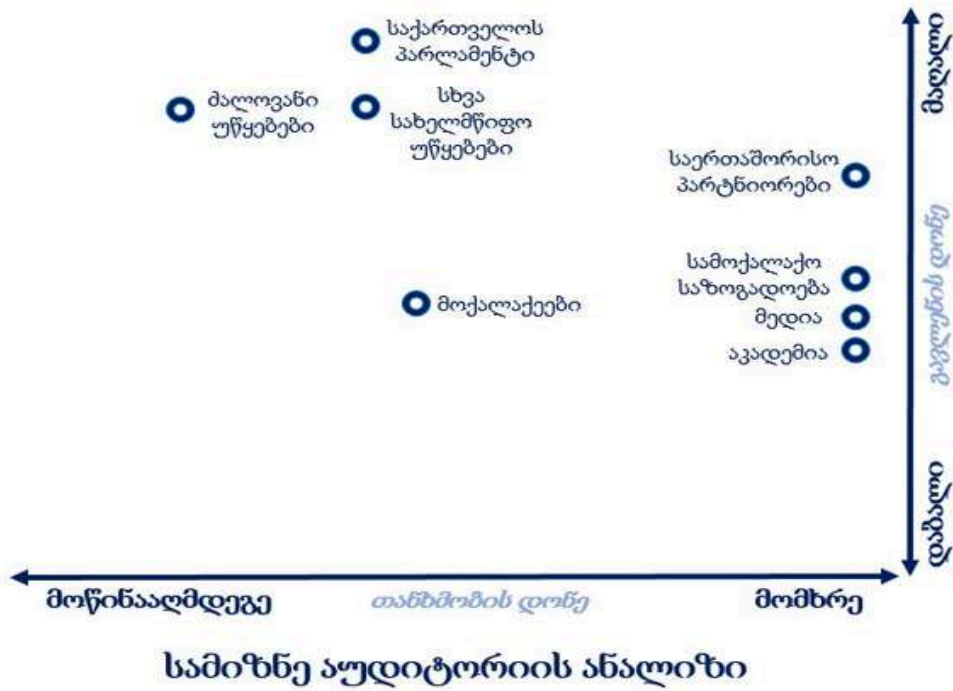 საქართველოს
პარლამენტი
ძალოვანი
უწყებები
სხვა
სახელმწიფო
უწყებები
საერთაშორისო
პარტნიორები
სამოქალაქო
საზოგადოება
მოქალაქეები
მედია
აკადემია
მაღალი
გავლენის დონე
დაბალი
მოწინააღმდეგე
თანხმობის დონე
მომხრე
სამიზნე აუდიტორიის ანალიზი